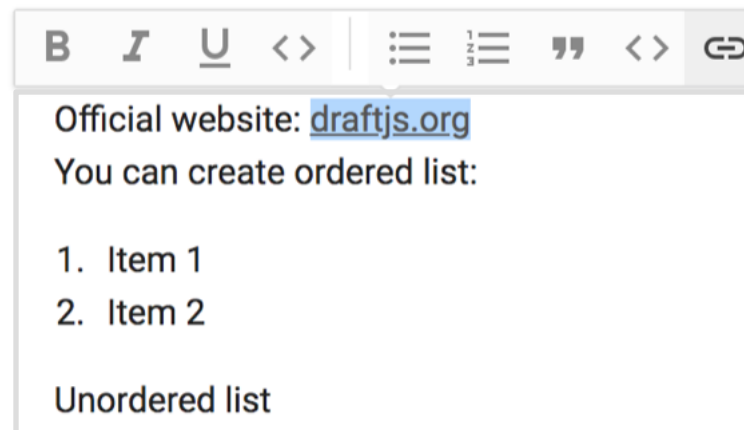 B I U <>
Official website: draftjs.org
You can create ordered list:
1. Item 1
2. Item 2
Unordered list